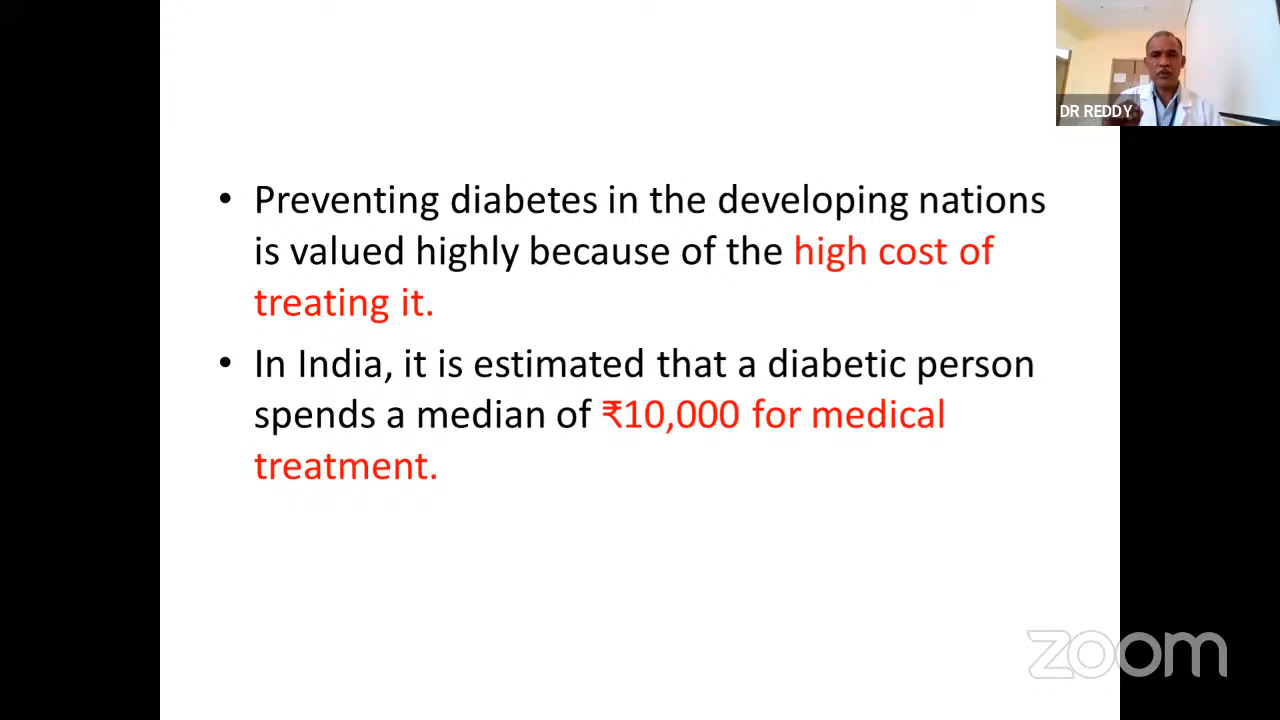 DR REDDY
• Preventing diabetes in the developing nations
is valued highly because of the high cost of
treating it.
• In India, it is estimated that a diabetic person
spends a median of ₹10,000 for medical
treatment.
zoom